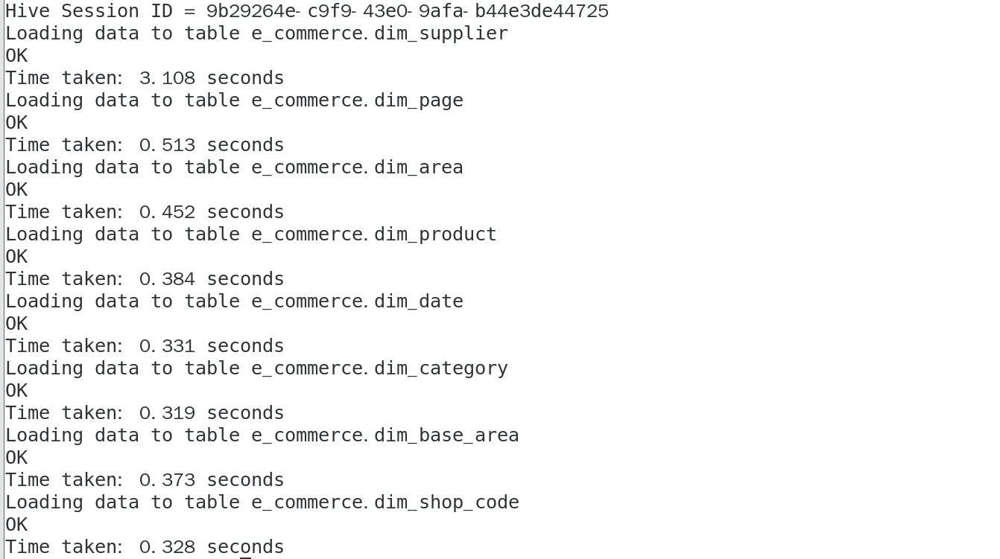 Hive Session ID = 9b29264e-c9f9-43e0-9afa-b44e3de44725
Loading data to table e_commerce.dim_supplier
OK
Time taken: 3.108 seconds
Loading data to table e_commerce.dim_page
OK
Time taken: 0.513 seconds
Loading data to table e_commerce.dim_area
OK
Time taken: 0.452 seconds
Loading data to table e_commerce.dim_product
OK
Time taken: 0.384 seconds
Loading data to table e_commerce.dim_date
OK
Time taken: 0.331 seconds
Loading data to table e_commerce.dim_category
OK
Time taken: 0.319 seconds
Loading data to table e_commerce.dim_base_area
OK
Time taken: 0.373 seconds
Loading data to table e_commerce.dim_shop_code
OK
Time taken: 0.328 seconds